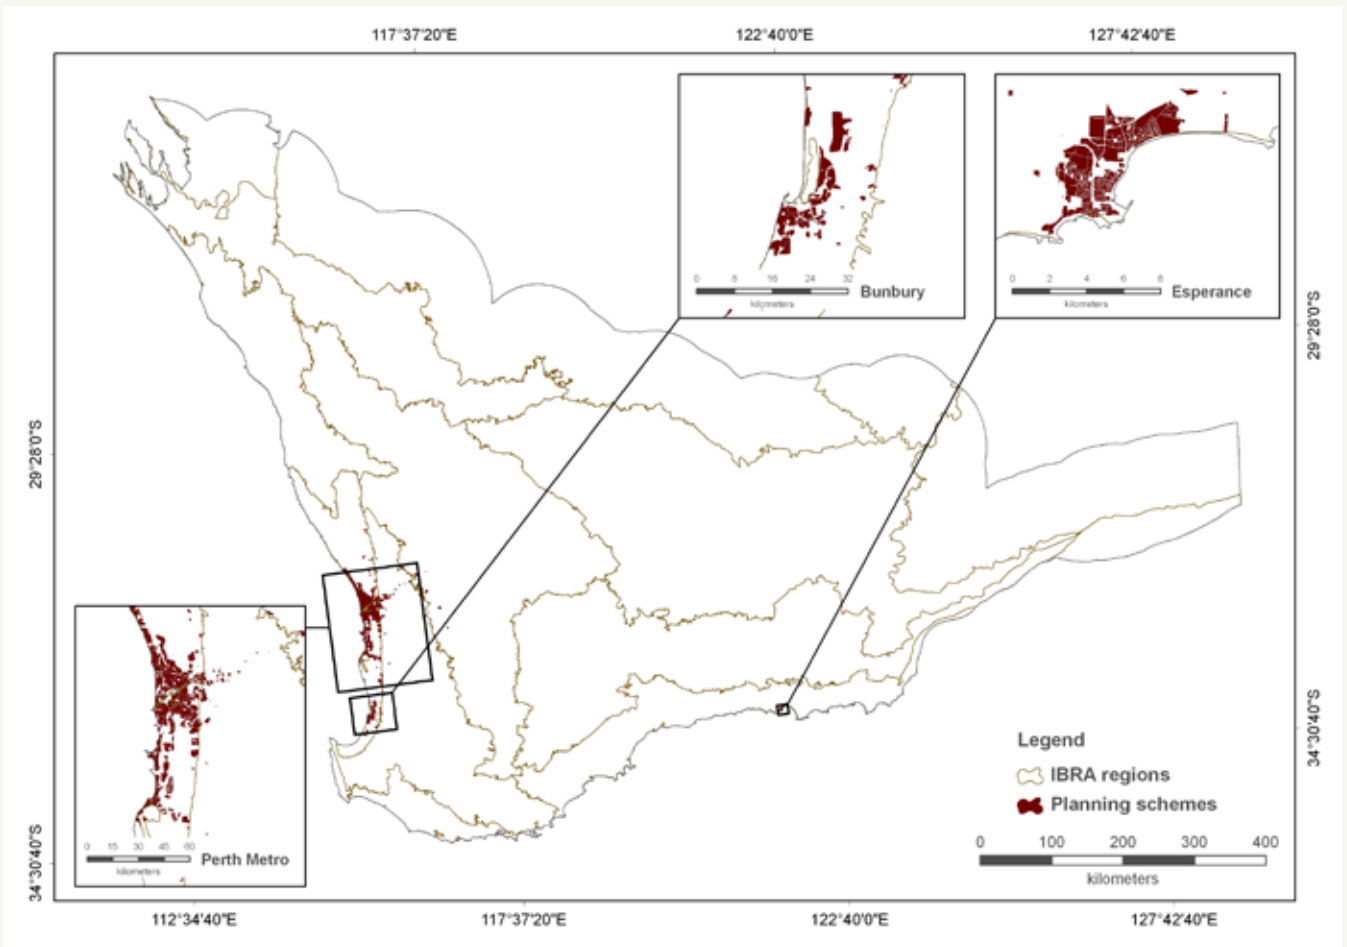 117°37'20"E
122°40'0"E
127°42'40"E
29°28'0"S
34°30'40"S
29°28'0"S
34°30'40"S
0 8 16 24 32
kilometers
Bunbury
0 2 4 6 8
kilometers
Esperance
0 15 30 45 60
kilometers
Perth Metro
Legend
IBRA regions
Planning schemes
0 100 200 300 400
kilometers
112°34'40"E
117°37'20"E
122°40'0"E
127°42'40"E